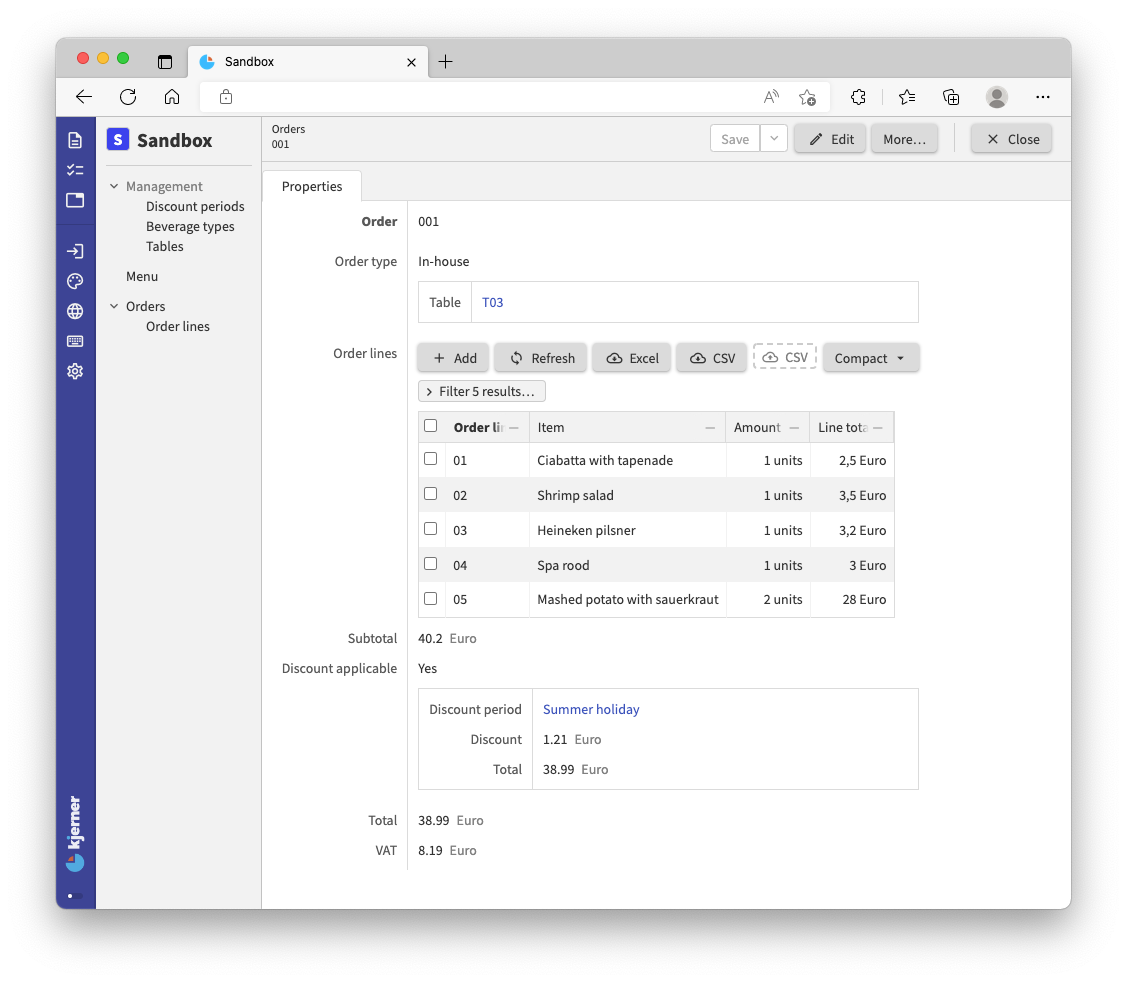 Sandbox
S Sandbox
Management
Discount periods
Beverage types
Tables
Menu
Orders
Order lines
kjerner
Orders
001
Save
Edit
More...
Close
Properties
Order 001
Order type In-house
Table T03
Order lines
Add
Refresh
Excel
CSV
CSV
Compact
Filter 5 results...
Order li Item Amount Line tota
01 Ciabatta with tapenade 1 units 2,5 Euro
02 Shrimp salad 1 units 3,5 Euro
03 Heineken pilsner 1 units 3,2 Euro
04 Spa rood 1 units 3 Euro
05 Mashed potato with sauerkraut 2 units 28 Euro
Subtotal 40.2 Euro
Discount applicable Yes
Discount period Summer holiday
Discount 1.21 Euro
Total 38.99 Euro
Total 38.99 Euro
VAT 8.19 Euro